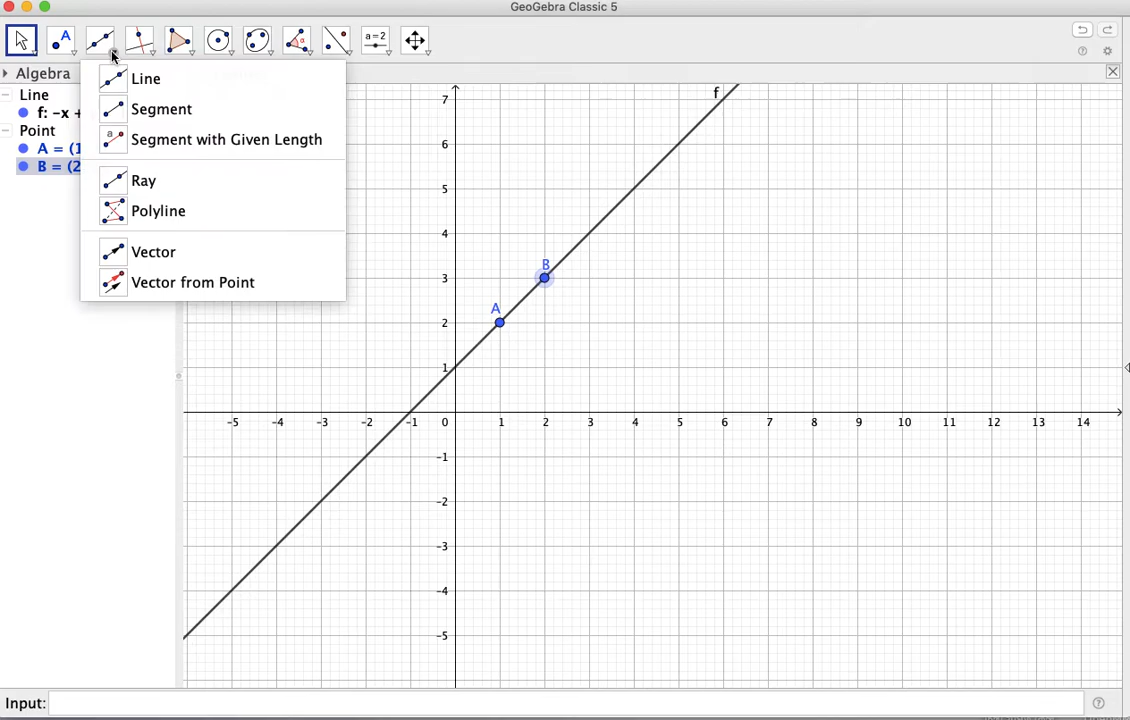 GeoGebra Classic 5
A
a=2
Algebra
Line
f: −x +
Point
A = (1
B = (2
Line
Segment
a
Segment with Given Length
Ray
Polyline
Vector
Vector from Point
f
B
A
7
6
5
4
3
2
1
-1
-2
-3
-4
-5
-5 -4 -3 -2 -1 0 1 2 3 4 5 6 7 8 9 10 11 12 13 14
Input: